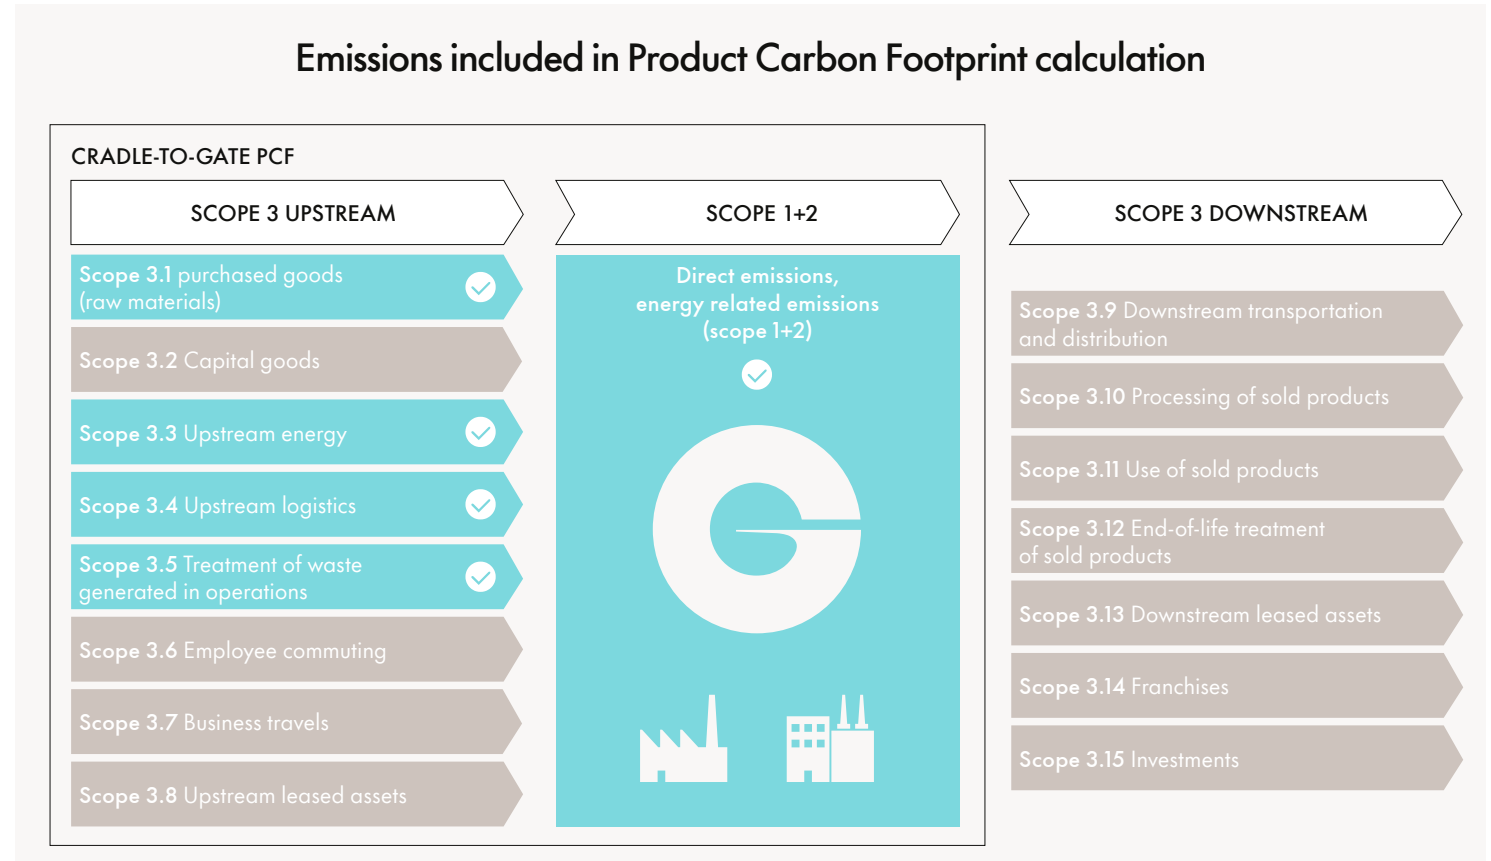 Emissions included in Product Carbon Footprint calculation
CRADLE-TO-GATE PCF
SCOPE 3 UPSTREAM
Scope 3.1 purchased goods
(raw materials)
Scope 3.2 Capital goods
Scope 3.3 Upstream energy
Scope 3.4 Upstream logistics
Scope 3.5 Treatment of waste
generated in operations
Scope 3.6 Employee commuting
Scope 3.7 Business travels
Scope 3.8 Upstream leased assets
SCOPE 1+2
Direct emissions,
energy related emissions
(scope 1+2)
SCOPE 3 DOWNSTREAM
Scope 3.9 Downstream transportation
and distribution
Scope 3.10 Processing of sold products
Scope 3.11 Use of sold products
Scope 3.12 End-of-life treatment
of sold products
Scope 3.13 Downstream leased assets
Scope 3.14 Franchises
Scope 3.15 Investments